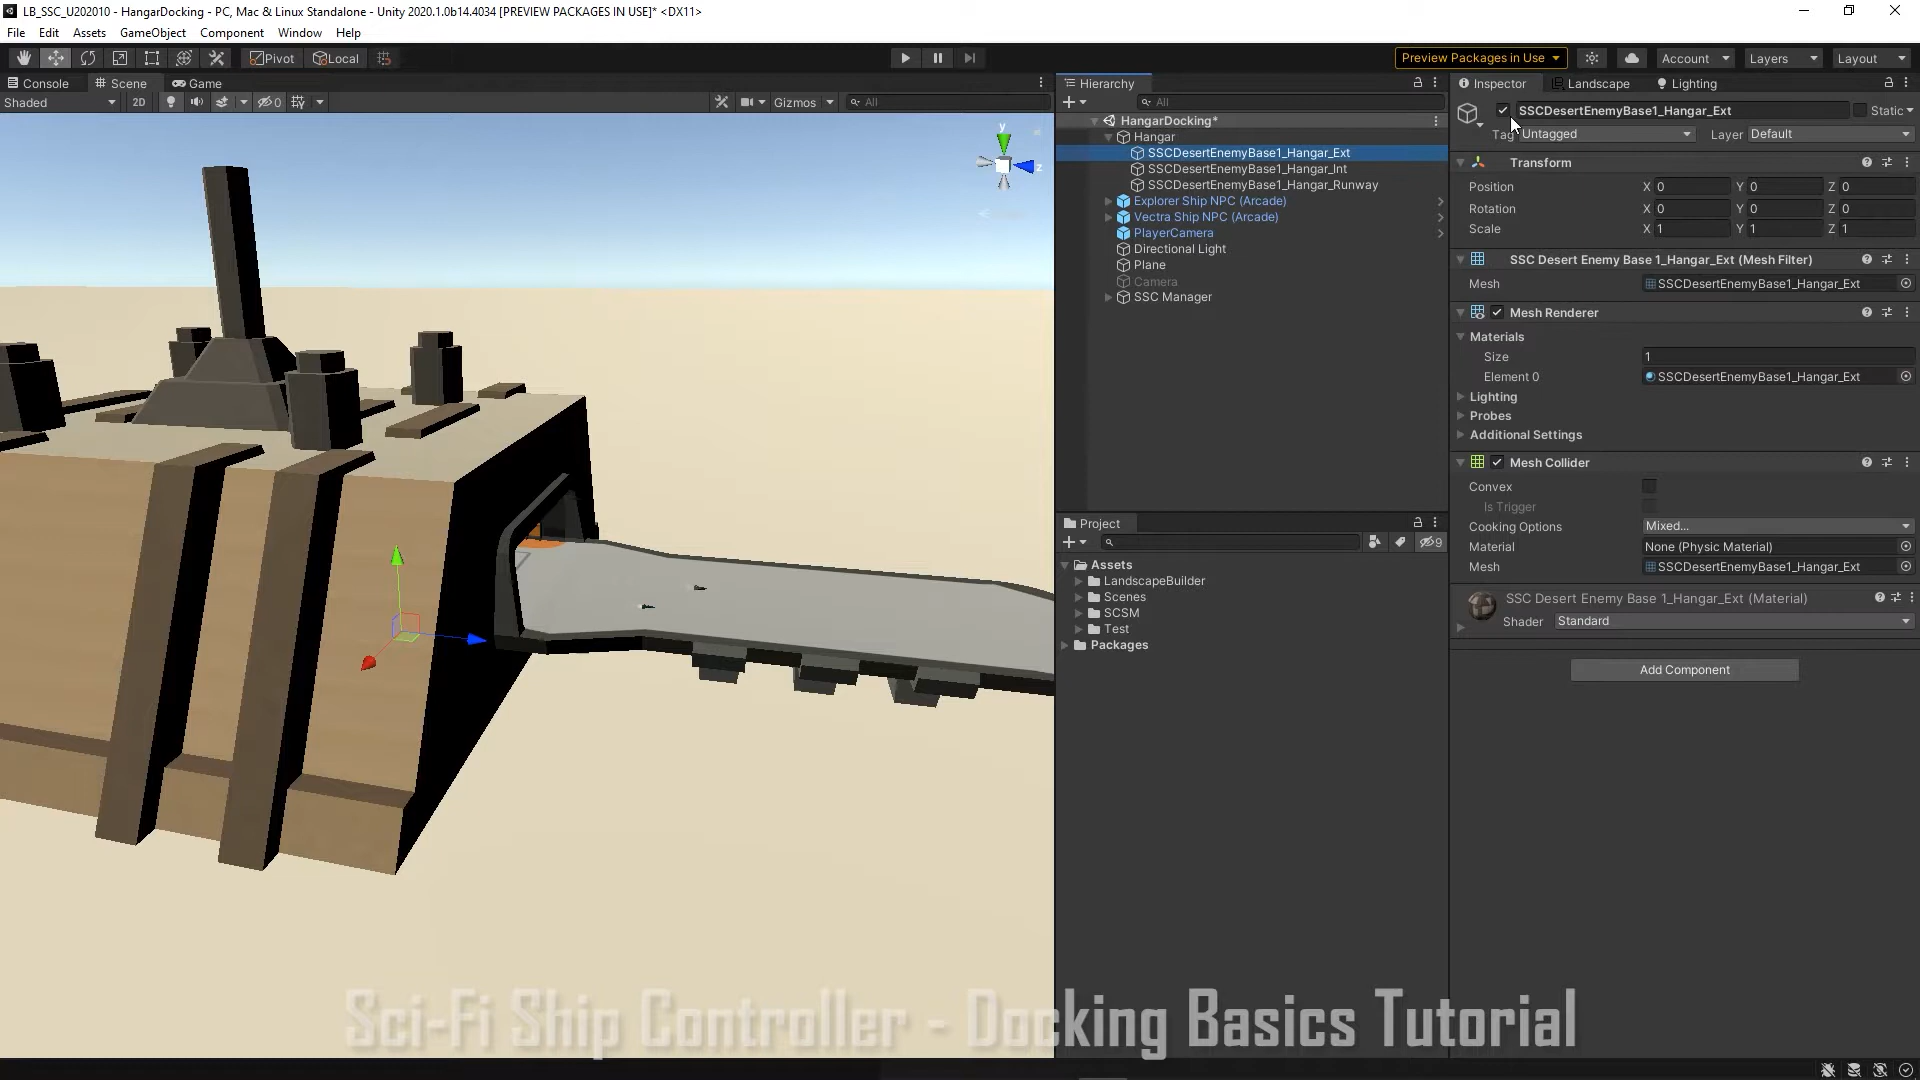 LB_SSC_U202010 - HangarDocking - PC, Mac & Linux Standalone - Unity 2020.1.0b14.4034 [PREVIEW PACKAGES IN USE]* <DX11>
File Edit Assets GameObject Component Window Help
Pivot Local Preview Packages in Use Account Layers Layout
Console Scene Game
Shaded 2D 0 Gizmos All
y
z
Hierarchy
All
HangarDocking*
Hangar
SSCDesertEnemyBase1_Hangar_Ext
SSCDesertEnemyBase1_Hangar_Int
SSCDesertEnemyBase1_Hangar_Runway
Explorer Ship NPC (Arcade)
Vectra Ship NPC (Arcade)
PlayerCamera
Directional Light
Plane
Camera
SSC Manager
Project
9
Assets
LandscapeBuilder
Scenes
SCSM
Test
Packages
Inspector Landscape Lighting
SSCDesertEnemyBase1_Hangar_Ext Static
Tag Untagged Layer Default
Transform
Position X 0 Y 0 Z 0
Rotation X 0 Y 0 Z 0
Scale X 1 Y 1 Z 1
SSC Desert Enemy Base 1_Hangar_Ext (Mesh Filter)
Mesh SSCDesertEnemyBase1_Hangar_Ext
Mesh Renderer
Materials
Size 1
Element 0 SSCDesertEnemyBase1_Hangar_Ext
Lighting
Probes
Additional Settings
Mesh Collider
Convex
Is Trigger
Cooking Options Mixed...
Material None (Physic Material)
Mesh SSCDesertEnemyBase1_Hangar_Ext
SSC Desert Enemy Base 1_Hangar_Ext (Material)
Shader Standard
Add Component
Sci-Fi Ship Controller - Docking Basics Tutorial